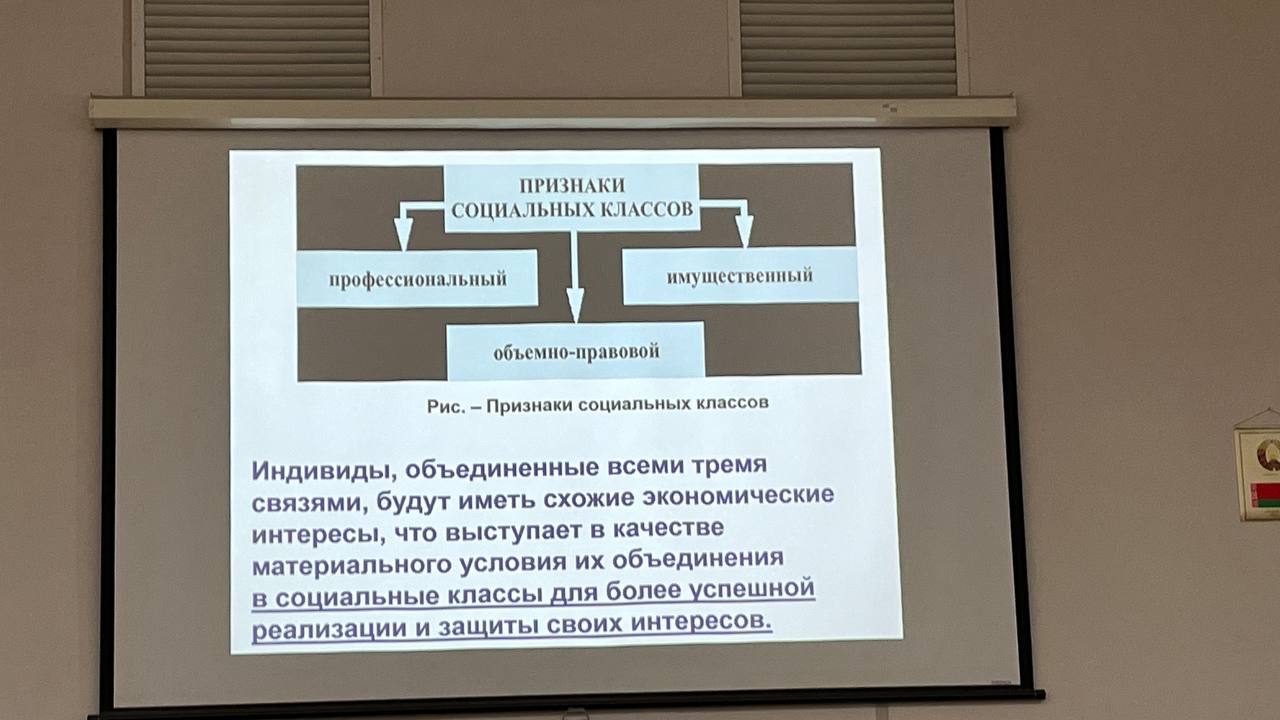 ПРИЗНАКИ
СОЦИАЛЬНЫХ КЛАССОВ
профессиональный
имущественный
объемно-правовой
Рис. – Признаки социальных классов
Индивиды, объединенные всеми тремя
связями, будут иметь схожие экономические
интересы, что выступает в качестве
материального условия их объединения
в социальные классы для более успешной
реализации и защиты своих интересов.